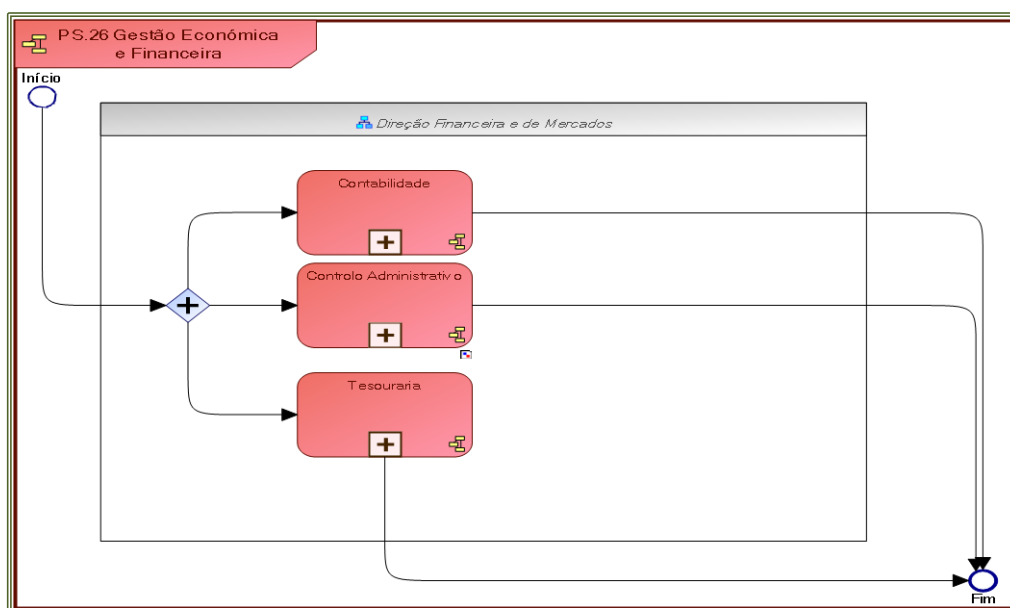 PS.26 Gestão Económica
e Financeira
Início
Direção Financeira e de Mercados
Contabilidade
Controlo Administrativo
Tesouraria
Fim